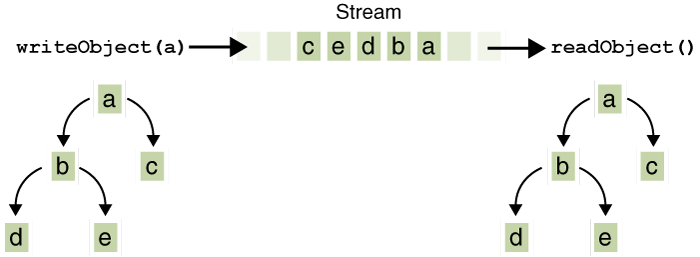 Stream
writeObject(a) c e d b a readObject()
a a
b c b c
d e d e